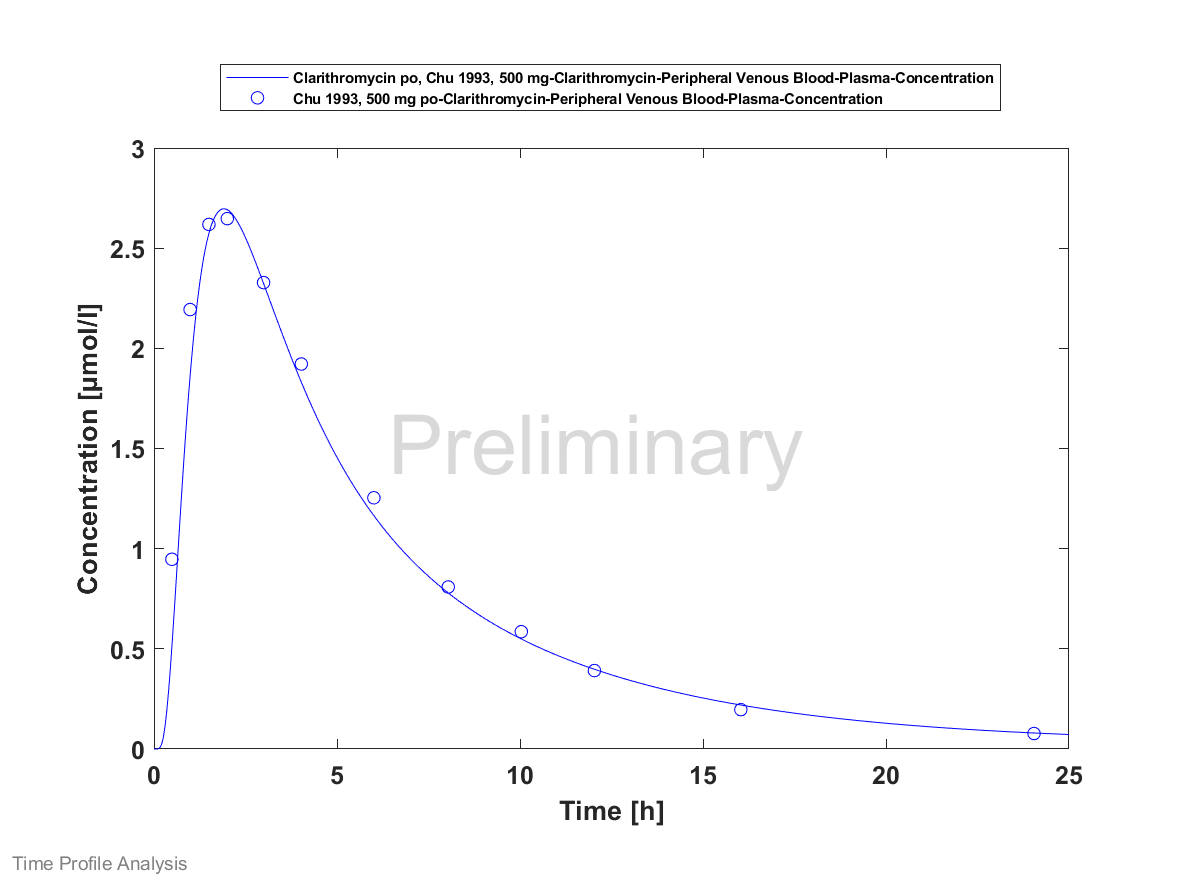 Clarithromycin po, Chu 1993, 500 mg-Clarithromycin-Peripheral Venous Blood-Plasma-Concentration
Chu 1993, 500 mg po-Clarithromycin-Peripheral Venous Blood-Plasma-Concentration
3
2.5
2
1.5
1
0.5
0
Concentration [µmol/l]
Preliminary
0 5 10 15 20 25
Time [h]
Time Profile Analysis